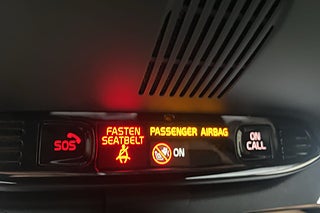 SOS
FASTEN
SEATBELT
PASSENGER AIRBAG
ON
ON
CALL